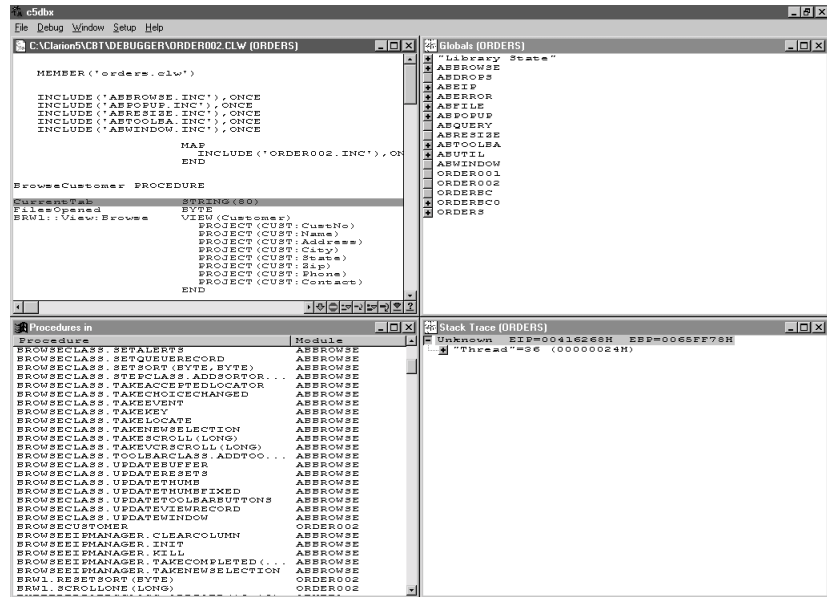 c5dbx
File Debug Window Setup Help
C:\Clarion5\CBT\DEBUGGER\ORDER002.CLW (ORDERS)
MEMBER('orders.clw')
INCLUDE('ABBROWSE.INC'),ONCE
INCLUDE('ABPOPUP.INC'),ONCE
INCLUDE('ABRESIZE.INC'),ONCE
INCLUDE('ABTOOLBA.INC'),ONCE
INCLUDE('ABWINDOW.INC'),ONCE
MAP
INCLUDE('ORDER002.INC'),ON
END
BrowseCustomer PROCEDURE
CurrentTab STRING(80)
FilesOpened BYTE
BRW1::View:Browse VIEW(Customer)
PROJECT(CUST:CustNo)
PROJECT(CUST:Name)
PROJECT(CUST:Address)
PROJECT(CUST:City)
PROJECT(CUST:State)
PROJECT(CUST:Zip)
PROJECT(CUST:Phone)
PROJECT(CUST:Contact)
END
Globals (ORDERS)
"Library State"
ABBROWSE
ABDROPS
ABEIP
ABERROR
ABFILE
ABPOPUP
ABQUERY
ABRESIZE
ABTOOLBA
ABUTIL
ABWINDOW
ORDER001
ORDER002
ORDERBC
ORDERBC0
ORDERS
Procedures in
Procedure Module
BROWSECLASS.SETALERTS ABBROWSE
BROWSECLASS.SETQUEUERECORD ABBROWSE
BROWSECLASS.SETSORT(BYTE,BYTE) ABBROWSE
BROWSECLASS.STEPCLASS.ADDSORTOR... ABBROWSE
BROWSECLASS.TAKEACCEPTEDLOCATOR ABBROWSE
BROWSECLASS.TAKECHOICECHANGED ABBROWSE
BROWSECLASS.TAKEEVENT ABBROWSE
BROWSECLASS.TAKEKEY ABBROWSE
BROWSECLASS.TAKELOCATE ABBROWSE
BROWSECLASS.TAKENEWSELECTION ABBROWSE
BROWSECLASS.TAKESCROLL(LONG) ABBROWSE
BROWSECLASS.TAKEVCRSCROLL(LONG) ABBROWSE
BROWSECLASS.TOOLBARCLASS.ADDTOO... ABBROWSE
BROWSECLASS.UPDATEBUFFER ABBROWSE
BROWSECLASS.UPDATERESETS ABBROWSE
BROWSECLASS.UPDATETHUMB ABBROWSE
BROWSECLASS.UPDATETHUMBFIXED ABBROWSE
BROWSECLASS.UPDATETOOLBARBUTTONS ABBROWSE
BROWSECLASS.UPDATEVIEWRECORD ABBROWSE
BROWSECLASS.UPDATEWINDOW ABBROWSE
BROWSECUSTOMER ORDER002
BROWSEEIPMANAGER.CLEARCOLUMN ABBROWSE
BROWSEEIPMANAGER.INIT ABBROWSE
BROWSEEIPMANAGER.KILL ABBROWSE
BROWSEEIPMANAGER.TAKECOMPLETED(... ABBROWSE
BROWSEEIPMANAGER.TAKENEWSELECTION ABBROWSE
BRW1.RESETSORT(BYTE) ORDER002
BRW1.SCROLLONE(LONG) ORDER002
Stack Trace (ORDERS)
Unknown EIP=00416268H EBP=0065FF78H
"Thread"=36 (00000024H)